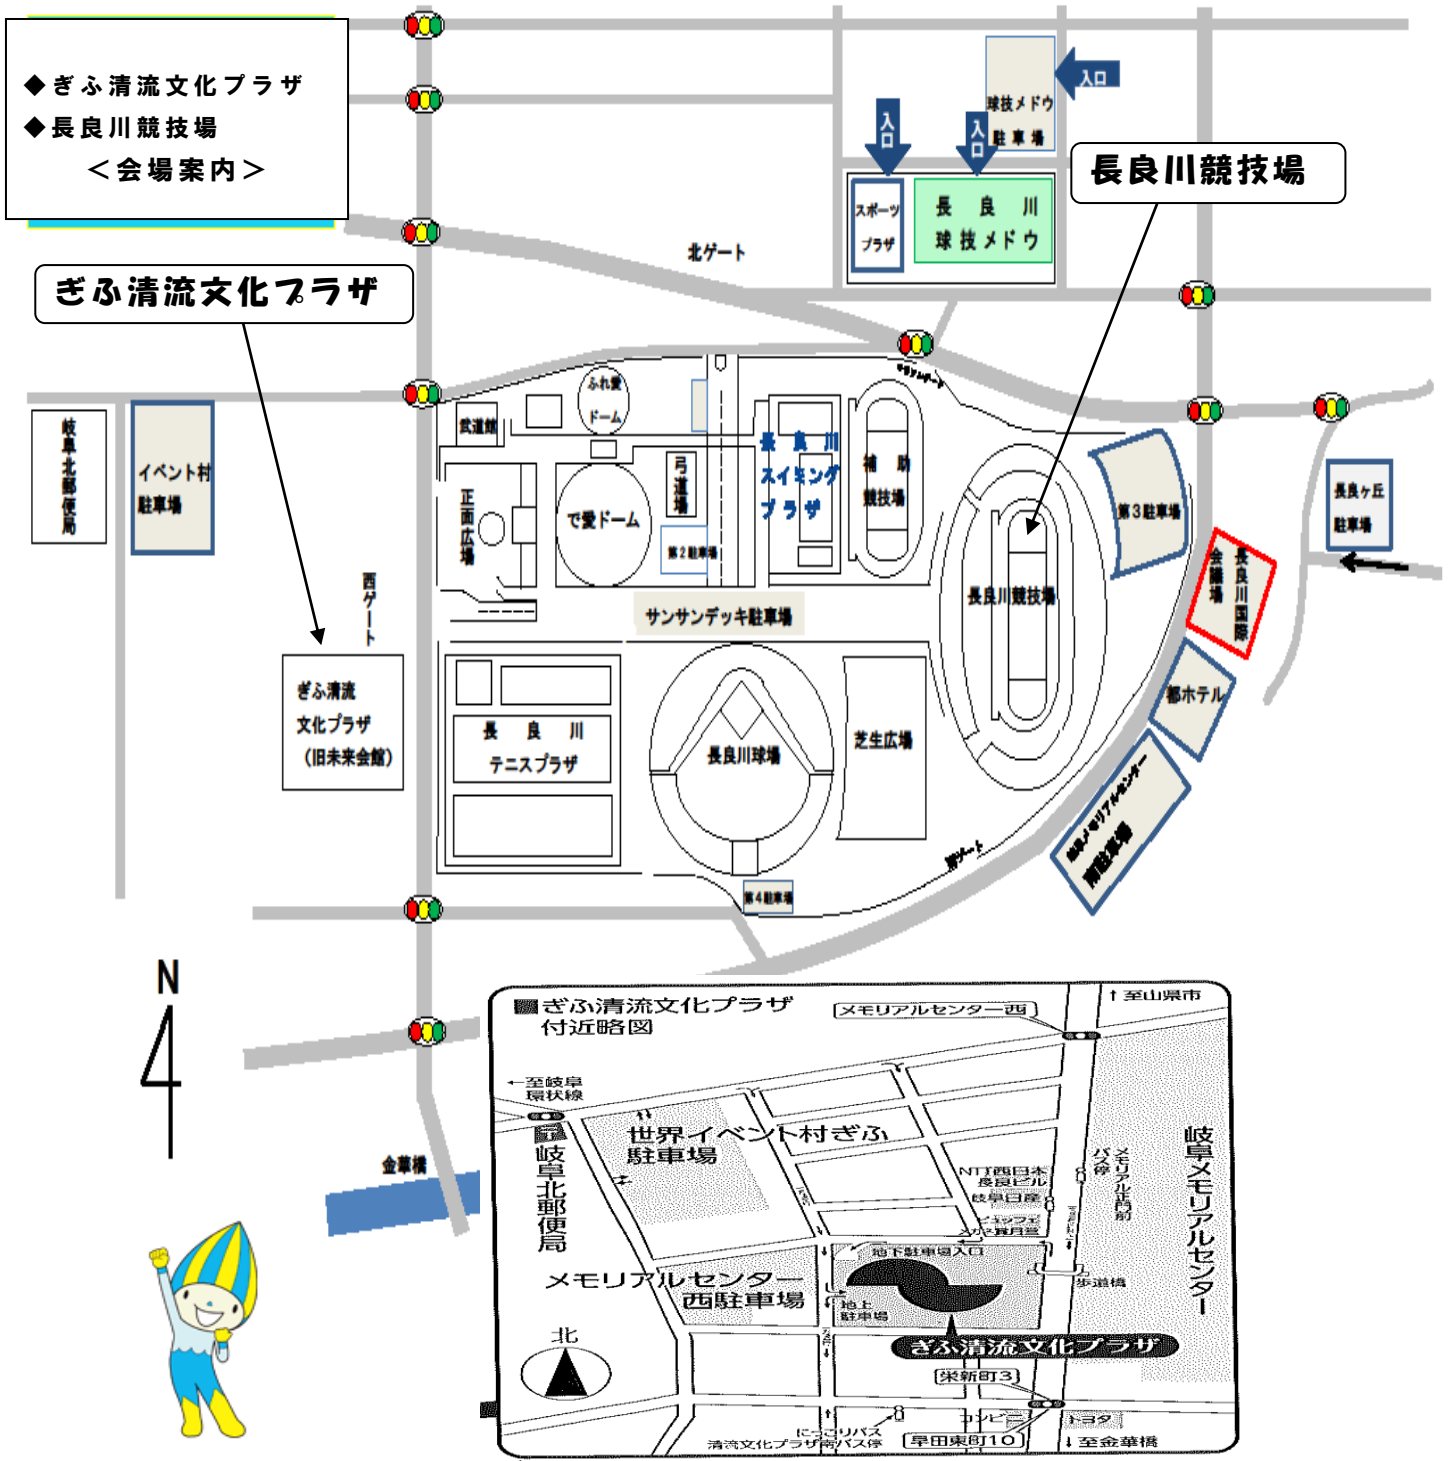 ◆ぎふ清流文化プラザ
◆長良川競技場
＜会場案内＞
入口
球技メドウ
駐車場
入口
入口
長良川競技場
スポーツ
プラザ
長良川
球技メドウ
北ゲート
ぎふ清流文化プラザ
岐阜北郵便局
イベント村
駐車場
武道館
ふれ愛
ドーム
正面広場
で愛ドーム
弓道場
第2駐車場
長良川
スイミング
プラザ
補助
競技場
長良川競技場
第3駐車場
長良ヶ丘
駐車場
長良川国際
会議場
都ホテル
西ゲート
サンサンデッキ駐車場
ぎふ清流
文化プラザ
（旧未来会館）
長良川
テニスプラザ
長良川球場
芝生広場
メモリアルセンター
南駐車場
第4駐車場
N
金華橋
■ぎふ清流文化プラザ
付近略図
メモリアルセンター西
↑至山県市
←至岐阜
環状線
世界イベント村ぎふ
駐車場
岐阜北郵便局
NTT西日本
長良ビル
岐阜日産
メモリアル正門前
バス停
岐阜メモリアルセンター
地下駐車場入口
歩道橋
メモリアルセンター
西駐車場
地上
駐車場
ぎふ清流文化プラザ
北
栄新町3
コンビニ
トヨタ
にっこりバス
清流文化プラザ南バス停
早田東町10
↓至金華橋